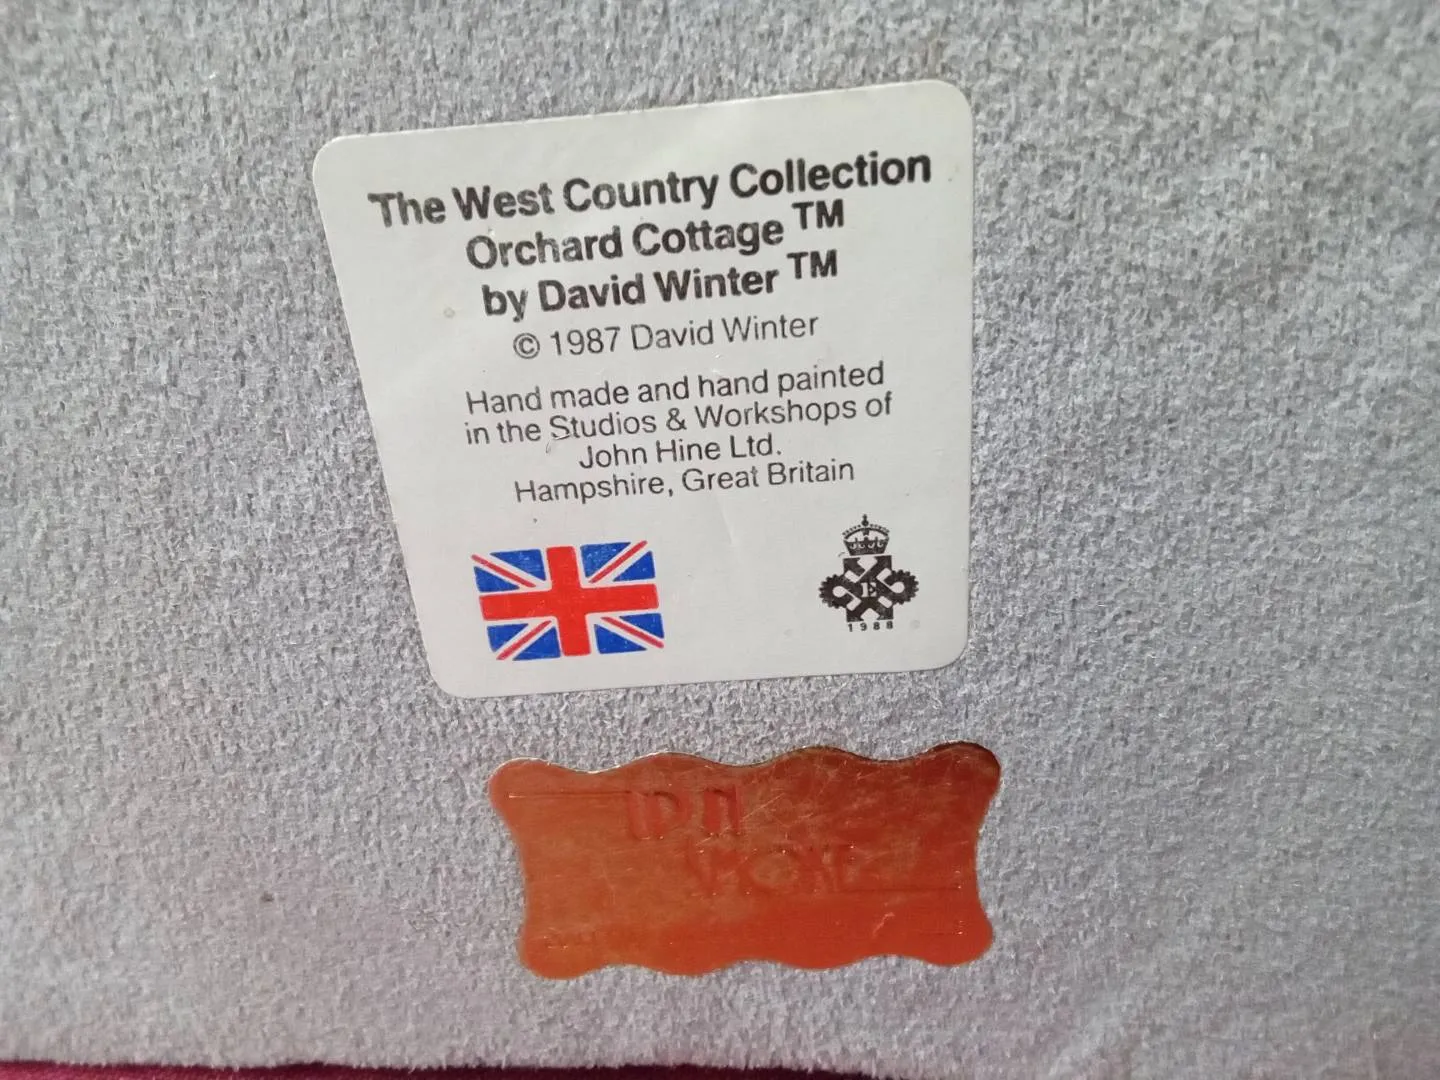 The West Country Collection
Orchard Cottage TM
by David Winter TM
© 1987 David Winter
Hand made and hand painted
in the Studios & Workshops of
John Hine Ltd.
Hampshire, Great Britain
E
1988